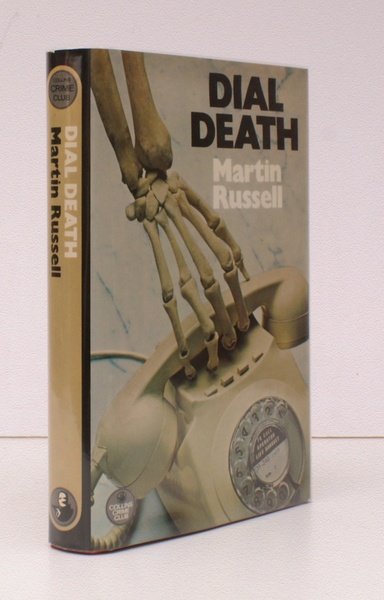 COLLINS
CRIME
CLUB
DIAL DEATH
Martin Russell
DIAL
DEATH
Martin
Russell
COLLINS
CRIME
CLUB